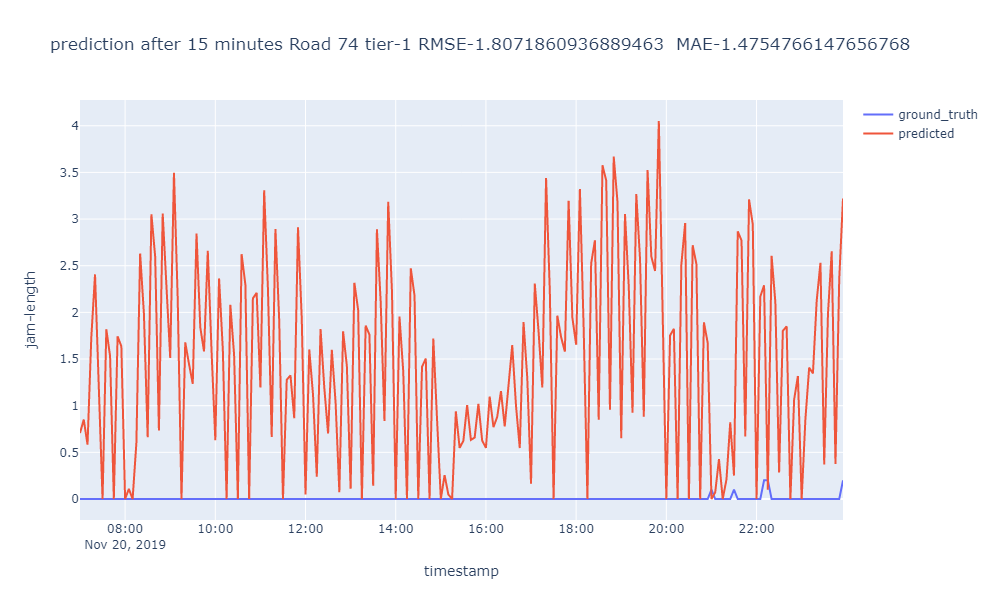 prediction after 15 minutes Road 74 tier-1 RMSE-1.8071860936889463  MAE-1.4754766147656768
ground_truth
predicted
4
3.5
3
2.5
2
1.5
1
0.5
0
jam-length
08:00 10:00 12:00 14:00 16:00 18:00 20:00 22:00
Nov 20, 2019
timestamp